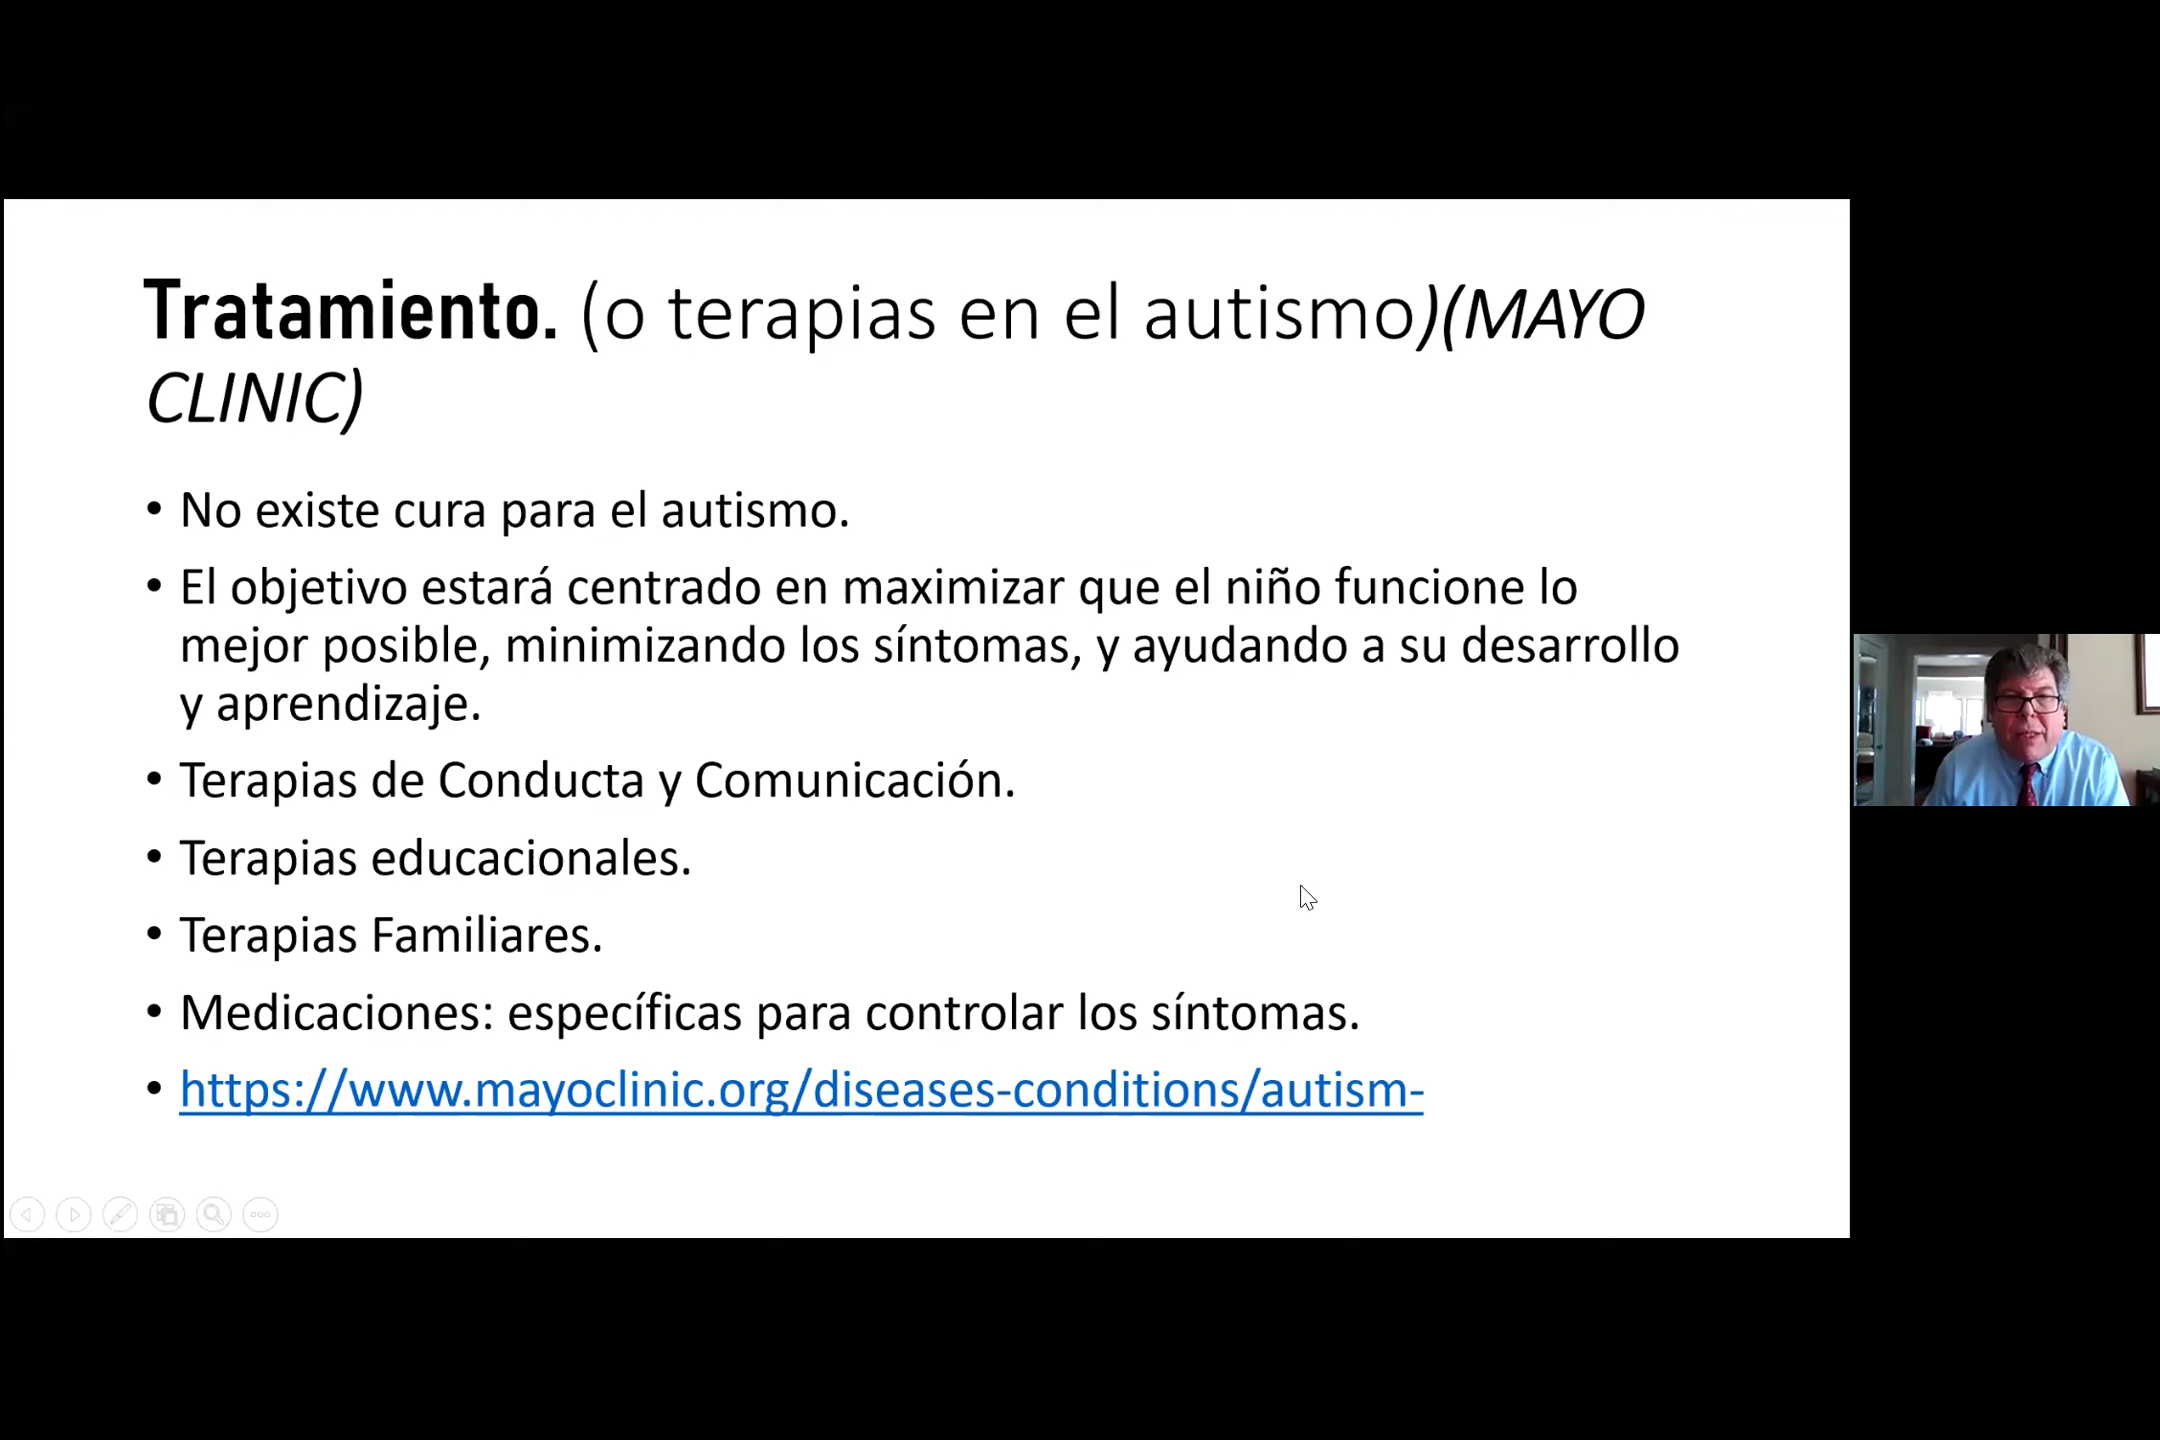 Tratamiento. (o terapias en el autismo)(MAYO
CLINIC)
• No existe cura para el autismo.
• El objetivo estará centrado en maximizar que el niño funcione lo
mejor posible, minimizando los síntomas, y ayudando a su desarrollo
y aprendizaje.
• Terapias de Conducta y Comunicación.
• Terapias educacionales.
• Terapias Familiares.
• Medicaciones: específicas para controlar los síntomas.
• https://www.mayoclinic.org/diseases-conditions/autism-